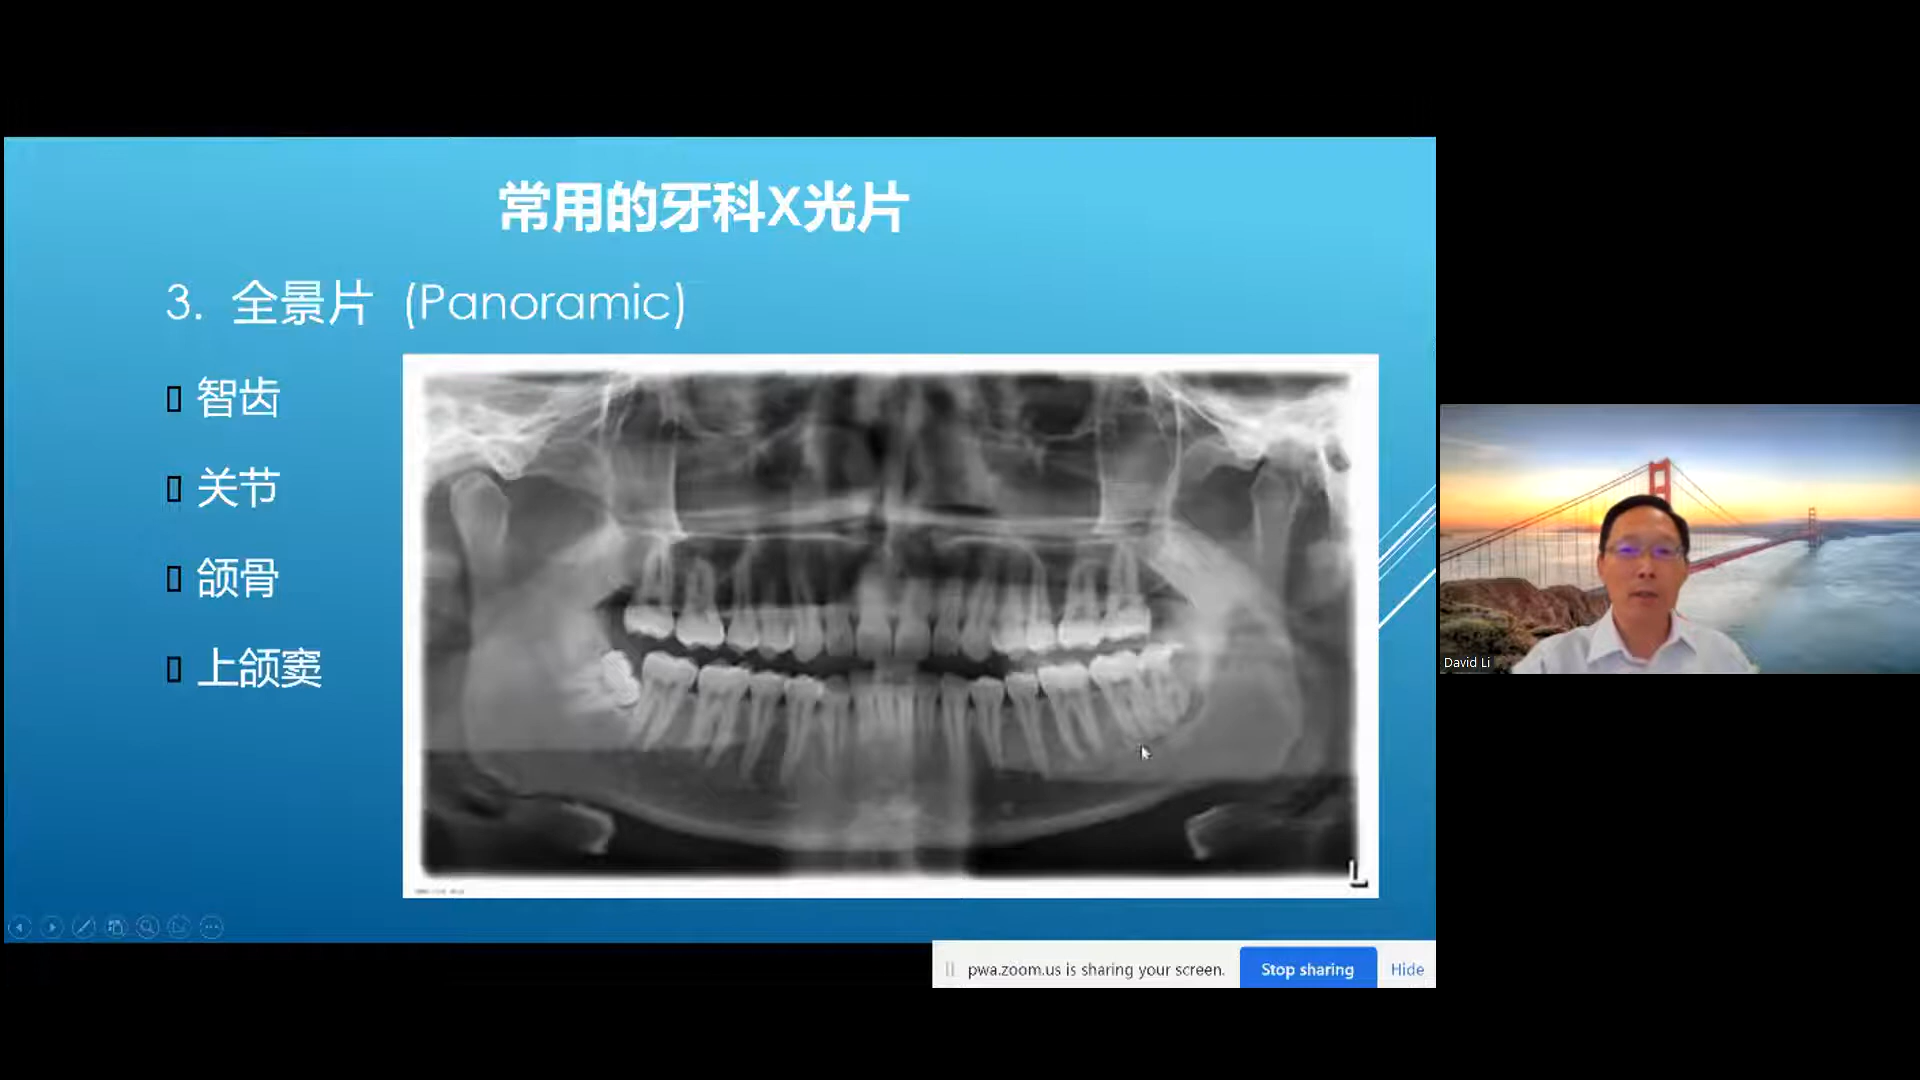 常用的牙科X光片
3. 全景片 (Panoramic)
智齿
关节
颌骨
上颌窦
L
David Li
pwa.zoom.us is sharing your screen.
Stop sharing
Hide